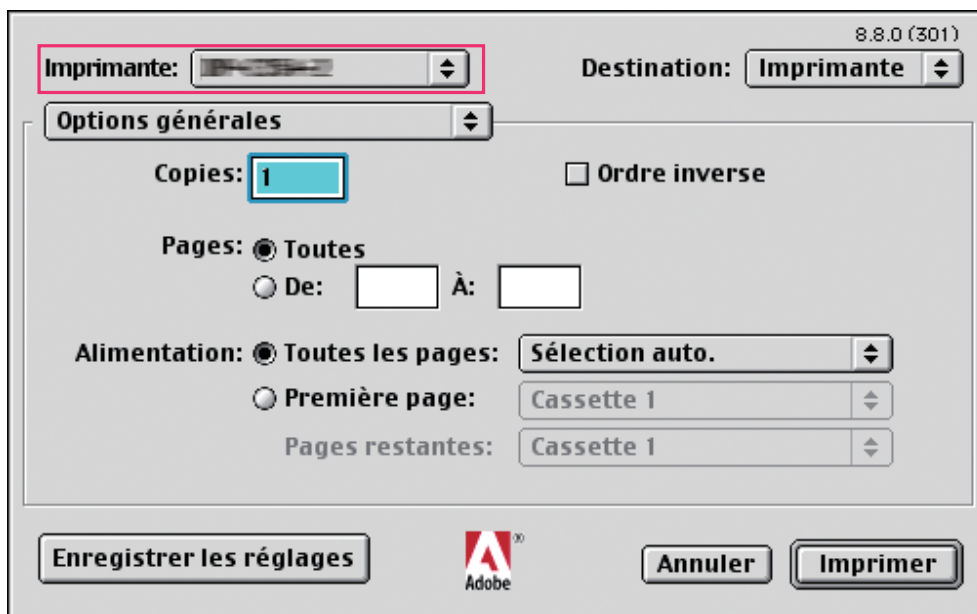 8.8.0 (301)
Imprimante: Destination: Imprimante
Options générales
Copies: 1 Ordre inverse
Pages: Toutes
De: À:
Alimentation: Toutes les pages: Sélection auto.
Première page: Cassette 1
Pages restantes: Cassette 1
Enregistrer les réglages Adobe ® Annuler Imprimer